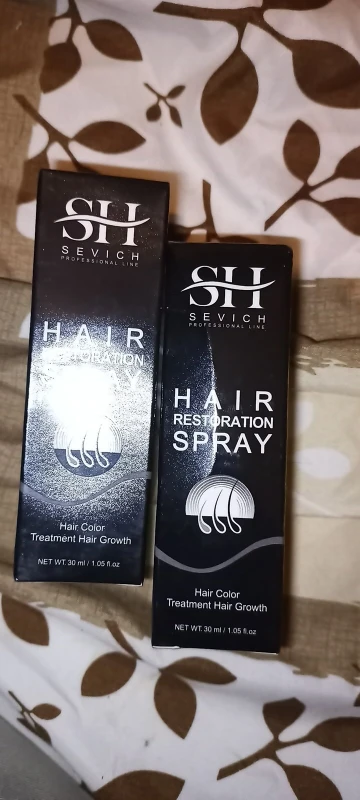 SH
SEVICH
PROFESSIONAL LINE
HAIR
RESTORATION
SPRAY
Hair Color
Treatment Hair Growth
NET WT. 30 ml / 1.05 fl.oz
SH
SEVICH
PROFESSIONAL LINE
HAIR
RESTORATION
SPRAY
Hair Color
Treatment Hair Growth
NET WT. 30 ml / 1.05 fl.oz